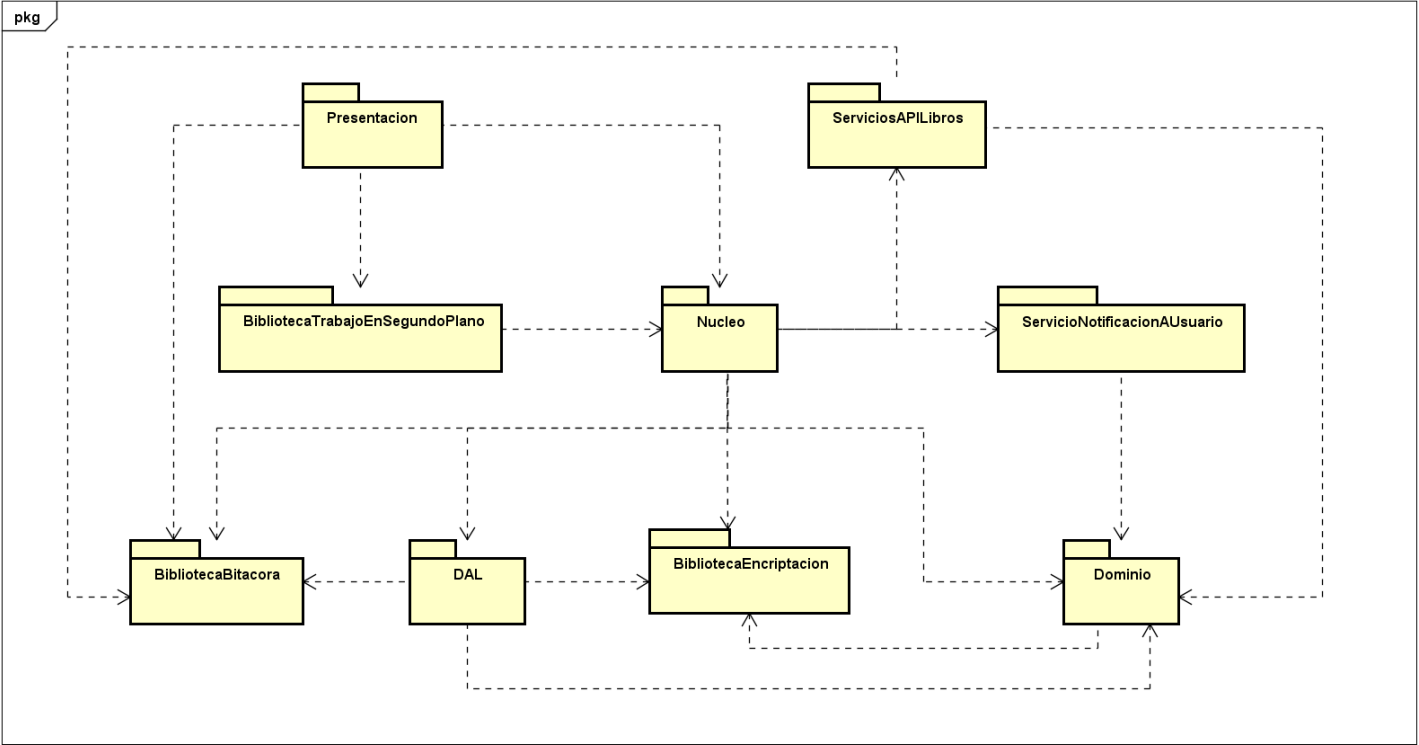 pkg
Presentacion
ServiciosAPILibros
BibliotecaTrabajoEnSegundoPlano
Nucleo
ServicioNotificacionAUsuario
BibliotecaBitacora
DAL
BibliotecaEncriptacion
Dominio